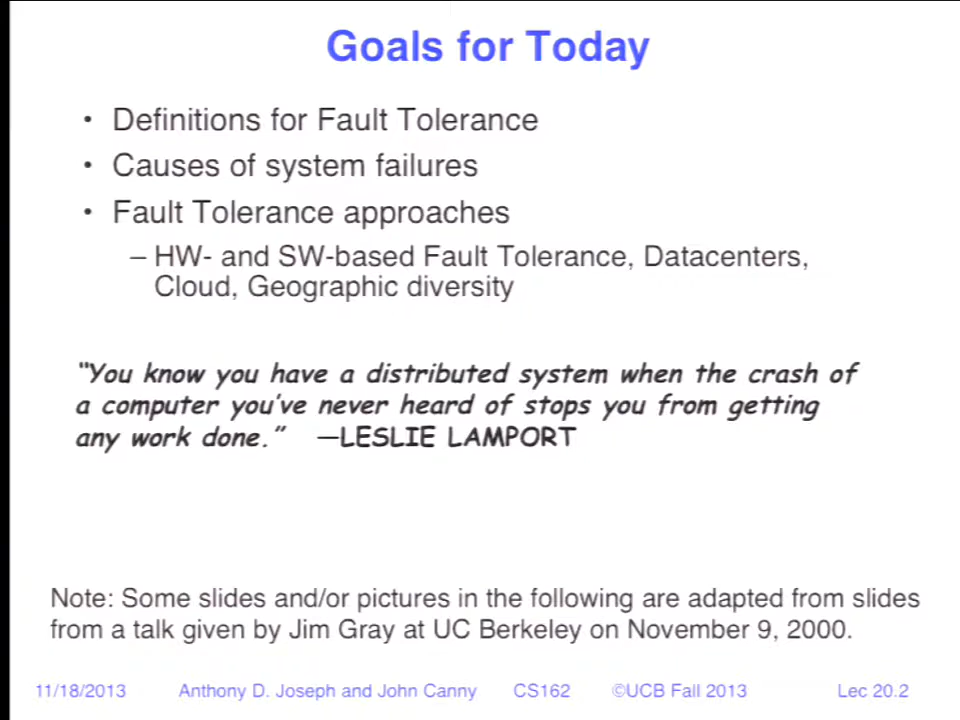 Goals for Today
• Definitions for Fault Tolerance
• Causes of system failures
• Fault Tolerance approaches
– HW- and SW-based Fault Tolerance, Datacenters,
Cloud, Geographic diversity
“You know you have a distributed system when the crash of
a computer you’ve never heard of stops you from getting
any work done.” —LESLIE LAMPORT
Note: Some slides and/or pictures in the following are adapted from slides
from a talk given by Jim Gray at UC Berkeley on November 9, 2000.
11/18/2013 Anthony D. Joseph and John Canny CS162 ©UCB Fall 2013 Lec 20.2